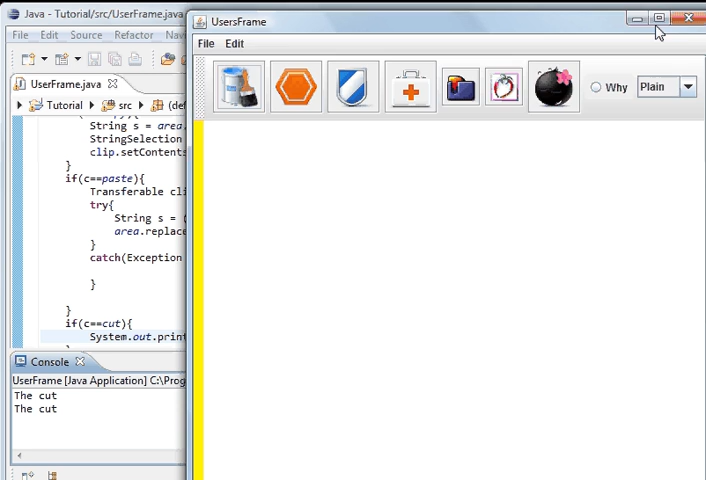 Java - Tutorial/src/UserFrame.java
File Edit Source Refactor
UserFrame.java
Tutorial src
String s = area.
StringSelection
clip.setContents
}
if(c==paste){
Transferable cli
try{
String s = (
area.replace
}
catch(Exception
}
}
if(c==cut){
System.out.print
Console
UserFrame [Java Application] C:\Prog
The cut
The cut
UsersFrame
File Edit
Why
Plain